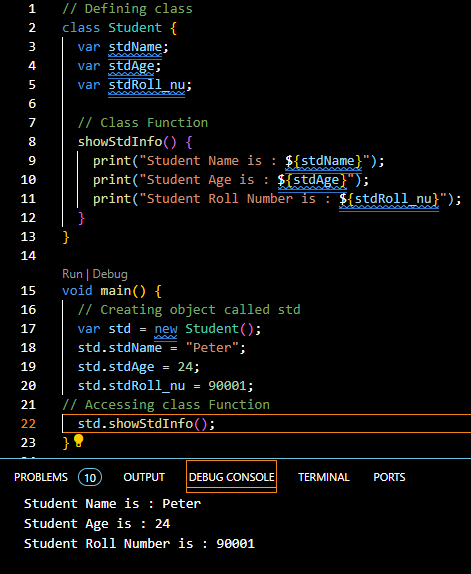 1 // Defining class
2 class Student {
3 var stdName;
4 var stdAge;
5 var stdRoll_nu;
6
7 // Class Function
8 showStdInfo() {
9 print("Student Name is : ${stdName}");
10 print("Student Age is : ${stdAge}");
11 print("Student Roll Number is : ${stdRoll_nu}");
12 }
13 }
14
Run | Debug
15 void main() {
16 // Creating object called std
17 var std = new Student();
18 std.stdName = "Peter";
19 std.stdAge = 24;
20 std.stdRoll_nu = 90001;
21 // Accessing class Function
22 std.showStdInfo();
23 }
PROBLEMS 10 OUTPUT DEBUG CONSOLE TERMINAL PORTS
Student Name is : Peter
Student Age is : 24
Student Roll Number is : 90001